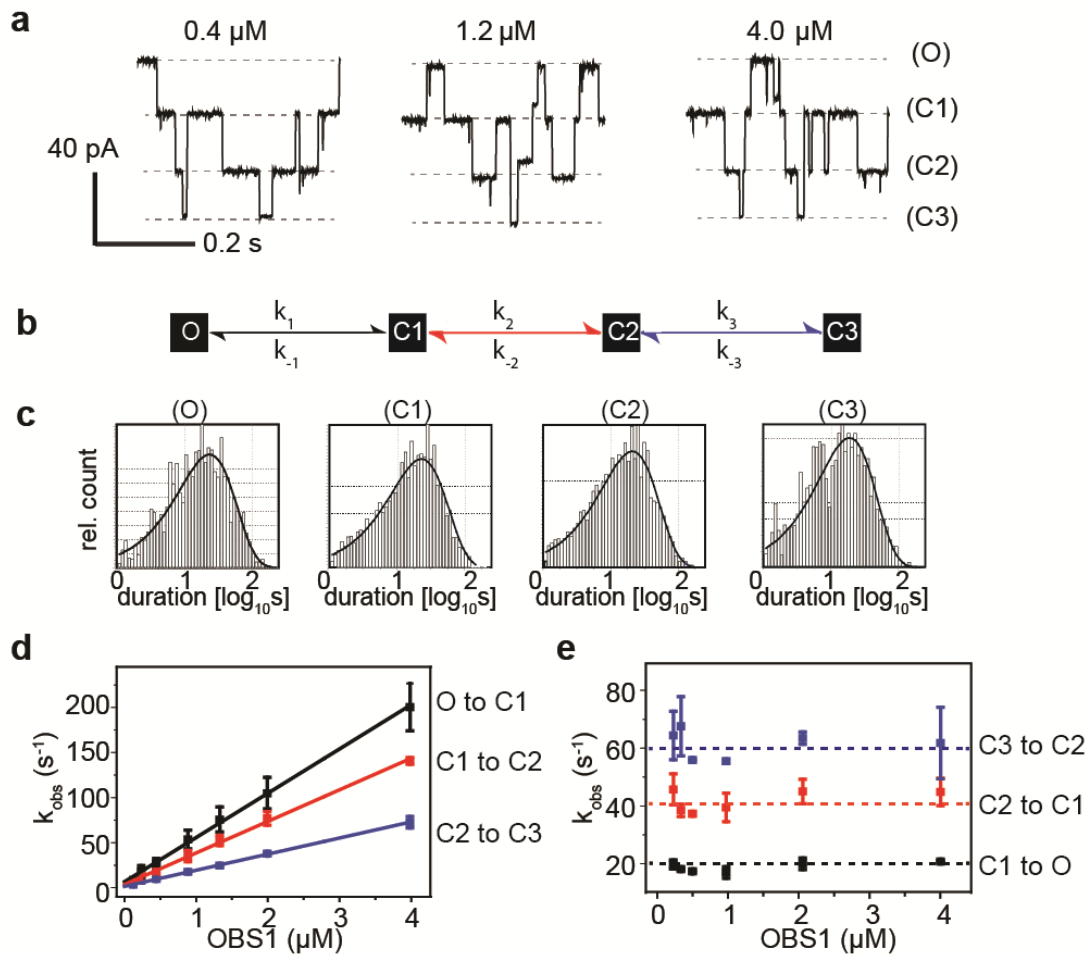 a
0.4 µM 1.2 µM 4.0 µM
(O)
(C1)
(C2)
(C3)
40 pA
0.2 s
b
O C1 C2 C3
k1 k2 k3
k-1 k-2 k-3
c
(O) (C1) (C2) (C3)
rel. count
0 1 2 0 1 2 0 1 2 0 1 2
duration [log10s] duration [log10s] duration [log10s] duration [log10s]
d
kobs (s-1)
200
150
100
50
0
0 1 2 3 4
OBS1 (µM)
O to C1
C1 to C2
C2 to C3
e
kobs (s-1)
80
60
40
20
0 1 2 3 4
OBS1 (µM)
C3 to C2
C2 to C1
C1 to O